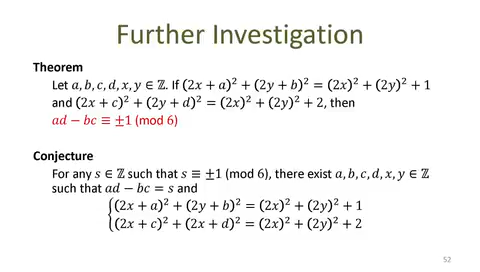 Further Investigation
Theorem
Let 𝑎, 𝑏, 𝑐, 𝑑, 𝑥, 𝑦 ∈ ℤ. If (2𝑥 + 𝑎)² + (2𝑦 + 𝑏)² = (2𝑥)² + (2𝑦)² + 1
and (2𝑥 + 𝑐)² + (2𝑦 + 𝑑)² = (2𝑥)² + (2𝑦)² + 2, then
𝑎𝑑 − 𝑏𝑐 ≡ ±1 (mod 6)
Conjecture
For any 𝑠 ∈ ℤ such that 𝑠 ≡ ±1 (mod 6), there exist 𝑎, 𝑏, 𝑐, 𝑑, 𝑥, 𝑦 ∈ ℤ
such that 𝑎𝑑 − 𝑏𝑐 = 𝑠 and
{(2𝑥 + 𝑎)² + (2𝑦 + 𝑏)² = (2𝑥)² + (2𝑦)² + 1
(2𝑥 + 𝑐)² + (2𝑥 + 𝑑)² = (2𝑥)² + (2𝑦)² + 2
52